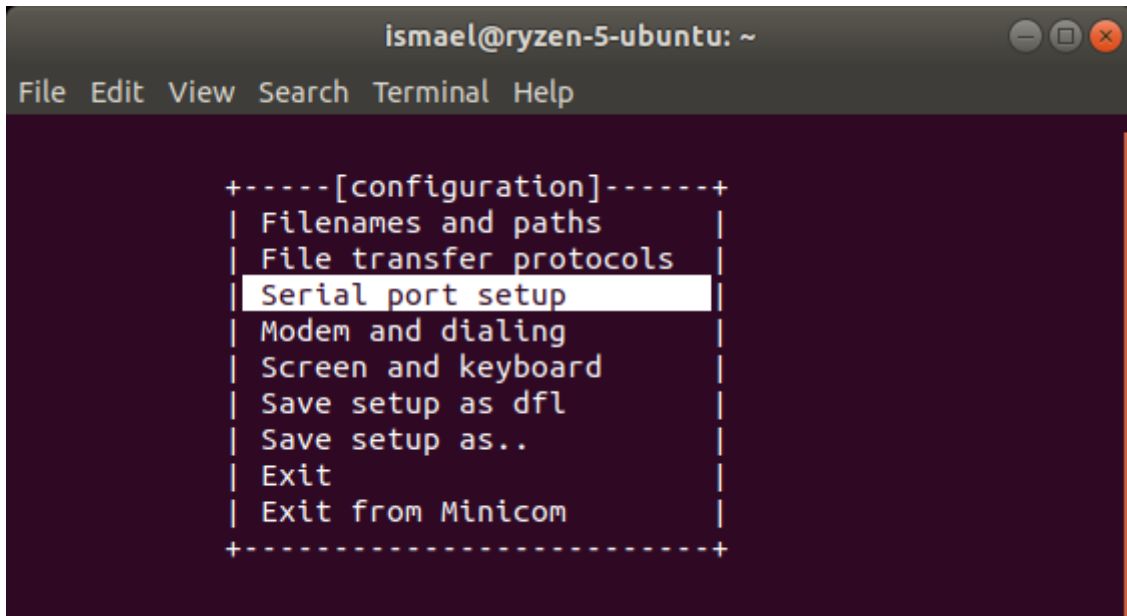 ismael@ryzen-5-ubuntu: ~
File Edit View Search Terminal Help
+-----[configuration]------+
| Filenames and paths      |
| File transfer protocols  |
| Serial port setup        |
| Modem and dialing        |
| Screen and keyboard      |
| Save setup as dfl        |
| Save setup as..          |
| Exit                     |
| Exit from Minicom        |
+--------------------------+